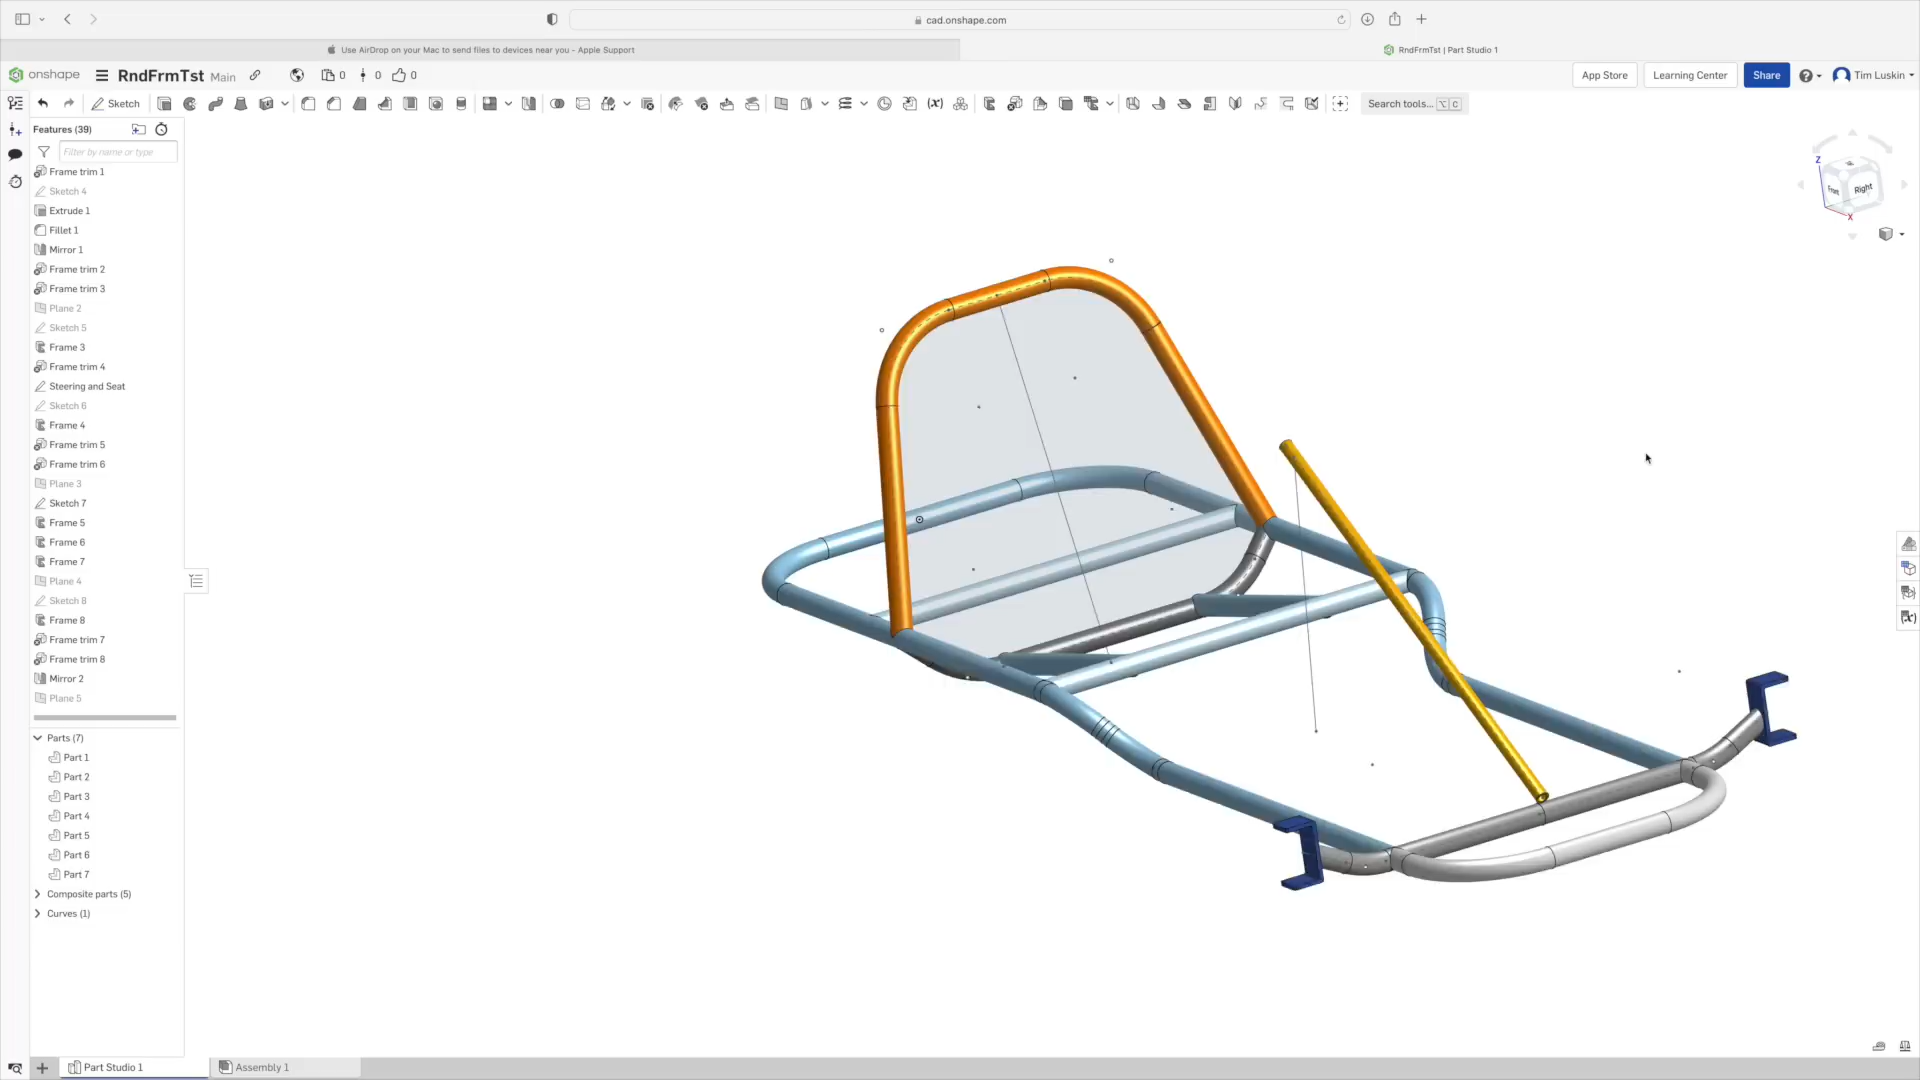 cad.onshape.com
Use AirDrop on your Mac to send files to devices near you - Apple Support
RndFrmTst | Part Studio 1
onshape
RndFrmTst Main
0 0 0
App Store
Learning Center
Share
Tim Luskin
Sketch
(x)
Search tools... ⌥ C
Features (39)
Filter by name or type
Frame trim 1
Sketch 4
Extrude 1
Fillet 1
Mirror 1
Frame trim 2
Frame trim 3
Plane 2
Sketch 5
Frame 3
Frame trim 4
Steering and Seat
Sketch 6
Frame 4
Frame trim 5
Frame trim 6
Plane 3
Sketch 7
Frame 5
Frame 6
Frame 7
Plane 4
Sketch 8
Frame 8
Frame trim 7
Frame trim 8
Mirror 2
Plane 5
Parts (7)
Part 1
Part 2
Part 3
Part 4
Part 5
Part 6
Part 7
Composite parts (5)
Curves (1)
Z
Front
Right
X
(x)
Part Studio 1
Assembly 1